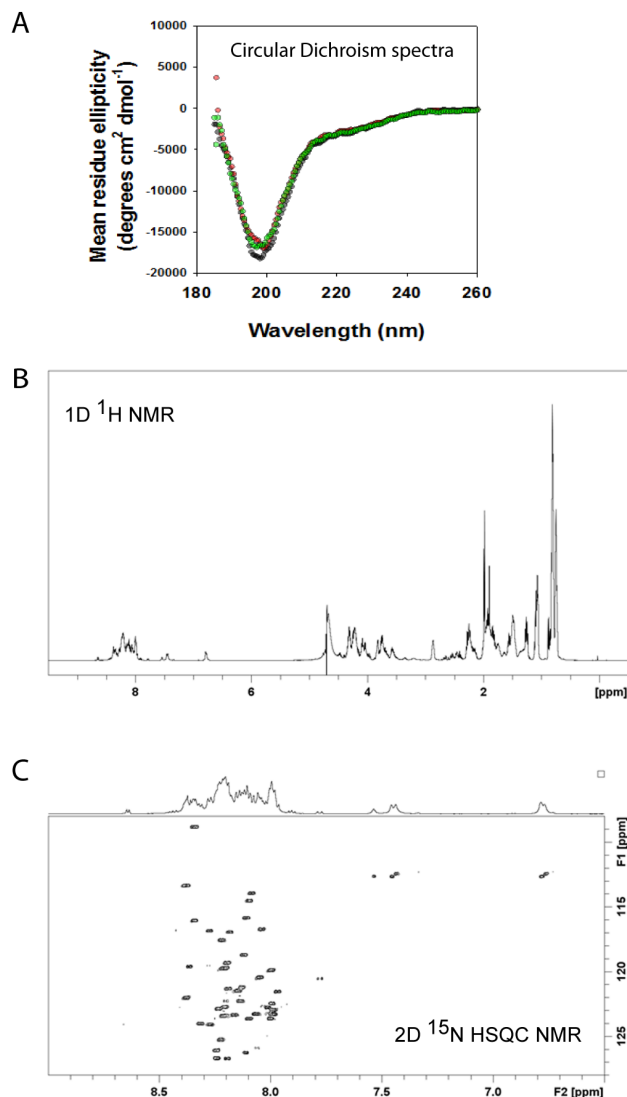 A
Circular Dichroism spectra
Mean residue ellipticity
(degrees cm² dmol⁻¹)
10000
5000
0
-5000
-10000
-15000
-20000
180 200 220 240 260
Wavelength (nm)
B
1D ¹H NMR
8 6 4 2 [ppm]
C
F1 [ppm]
115
120
125
2D ¹⁵N HSQC NMR
8.5 8.0 7.5 7.0 F2 [ppm]